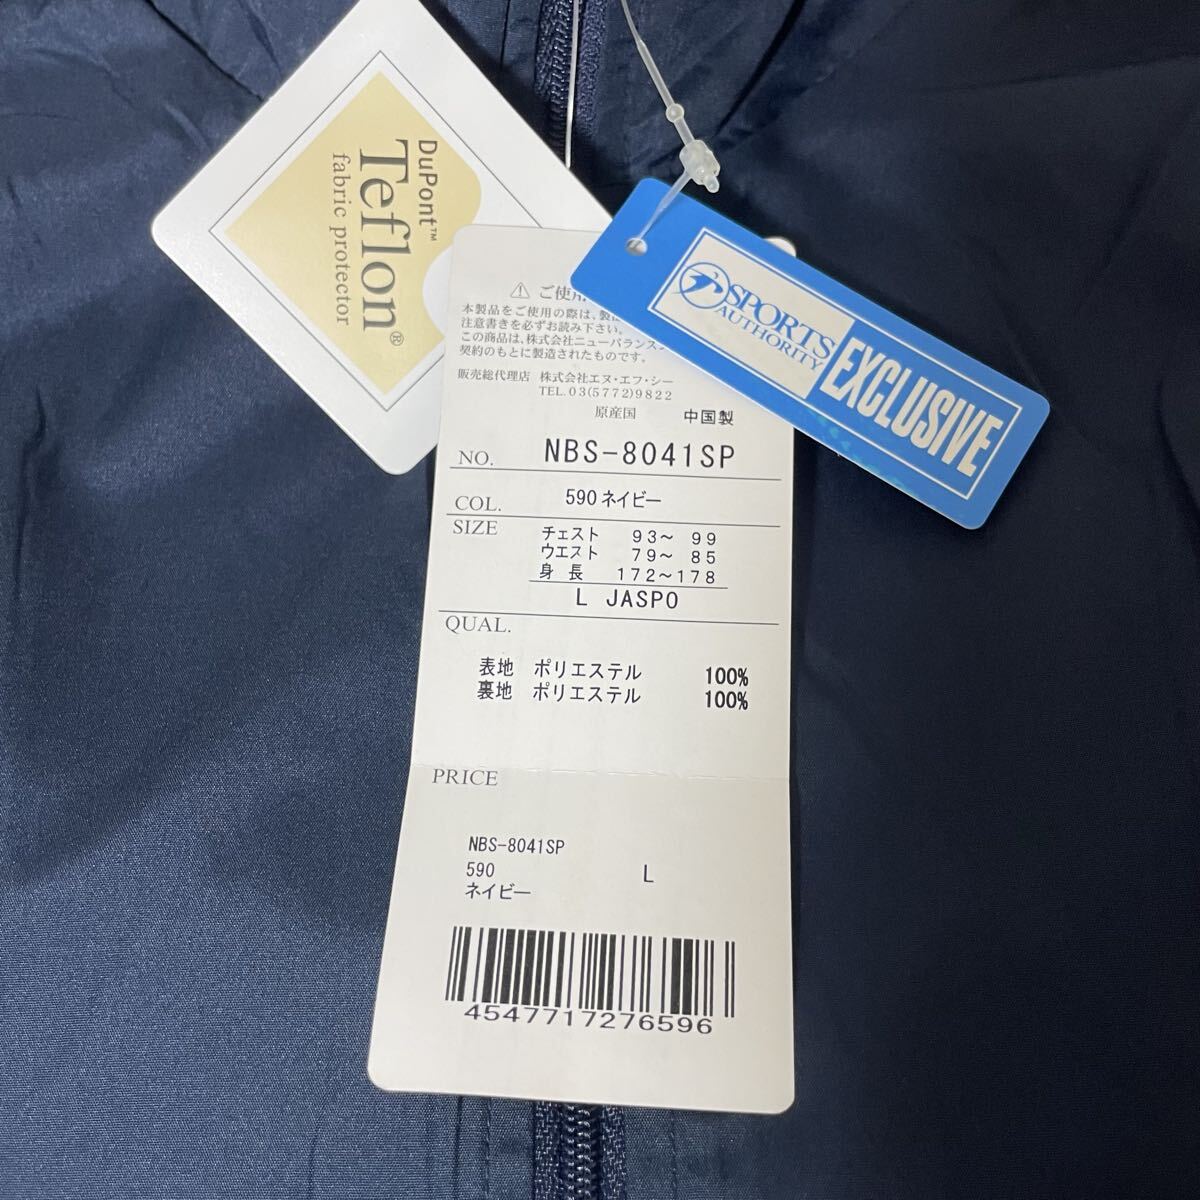 DuPont™
Teflon®
fabric protector
SPORTS
AUTHORITY
EXCLUSIVE
⚠ ご使用
本製品をご使用の際は、製
注意書きを必ずお読み下さい。
この商品は、株式会社ニューバランス
契約のもとに製造されたものです。
販売総代理店 株式会社エヌ・エフ・シー
TEL.03(5772)9822
原産国 中国製
NO. NBS-8041SP
COL. 590 ネイビー
SIZE チェスト 93～ 99
ウエスト 79～ 85
身長 172～178
L JASPO
QUAL.
表地 ポリエステル 100%
裏地 ポリエステル 100%
PRICE
NBS-8041SP
590 L
ネイビー
4547717276596